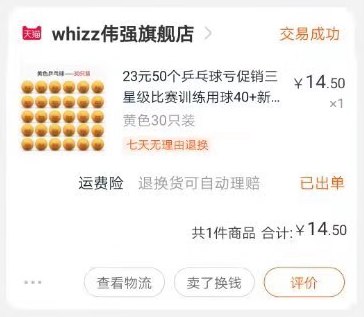 天猫 whizz伟强旗舰店 >
交易成功
黄色乒乓球——30只装
23元50个乒乓球亏促销三
星级比赛训练用球40+新...
¥14.50
×1
黄色30只装
七天无理由退换
运费险 退换货可自动理赔 已出单
共1件商品 合计:¥14.50
... 查看物流 卖了换钱 评价